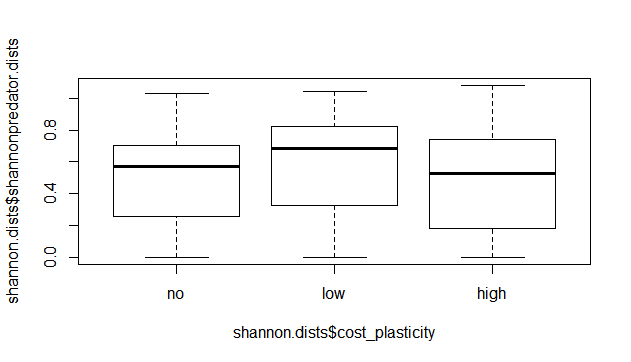 shannon.dists$shannonpredator.dists
0.8
0.4
0.0
no low high
shannon.dists$cost_plasticity